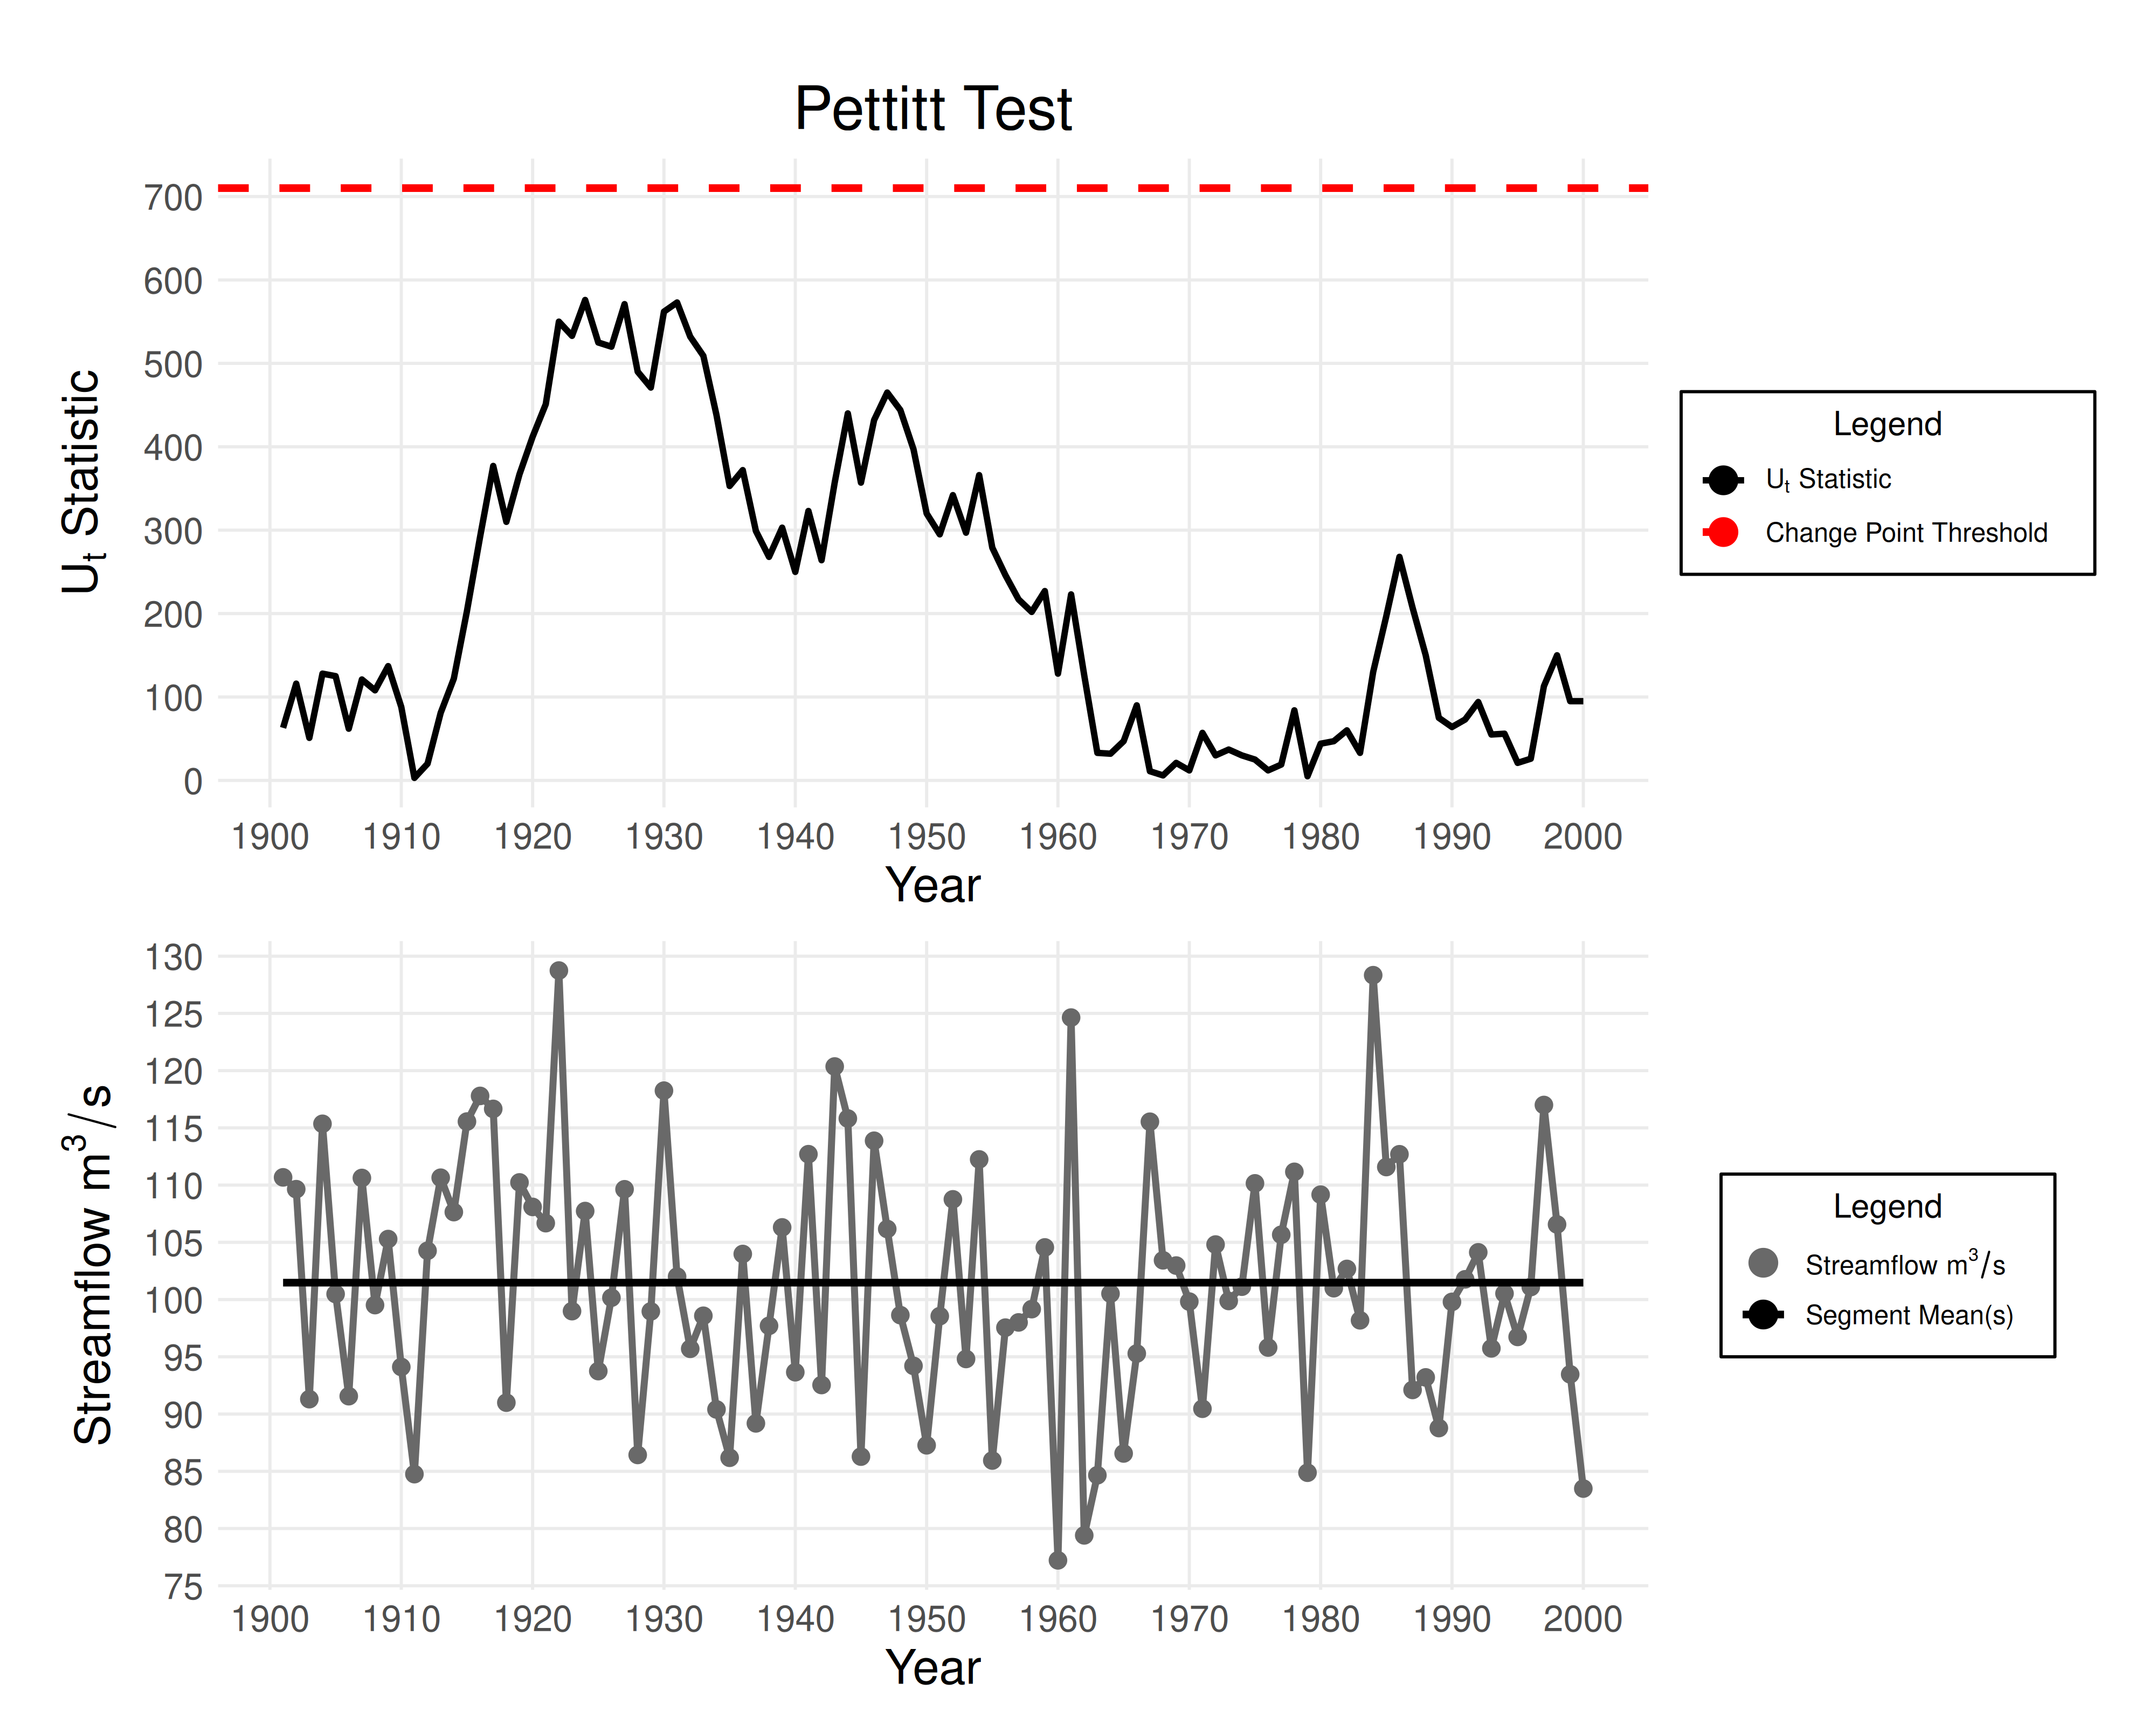 Pettitt Test
U_t Statistic
700
600
500
400
300
200
100
0
1900 1910 1920 1930 1940 1950 1960 1970 1980 1990 2000
Year
Legend
U_t Statistic
Change Point Threshold
Streamflow m³/s
130
125
120
115
110
105
100
95
90
85
80
75
1900 1910 1920 1930 1940 1950 1960 1970 1980 1990 2000
Year
Legend
Streamflow m³/s
Segment Mean(s)